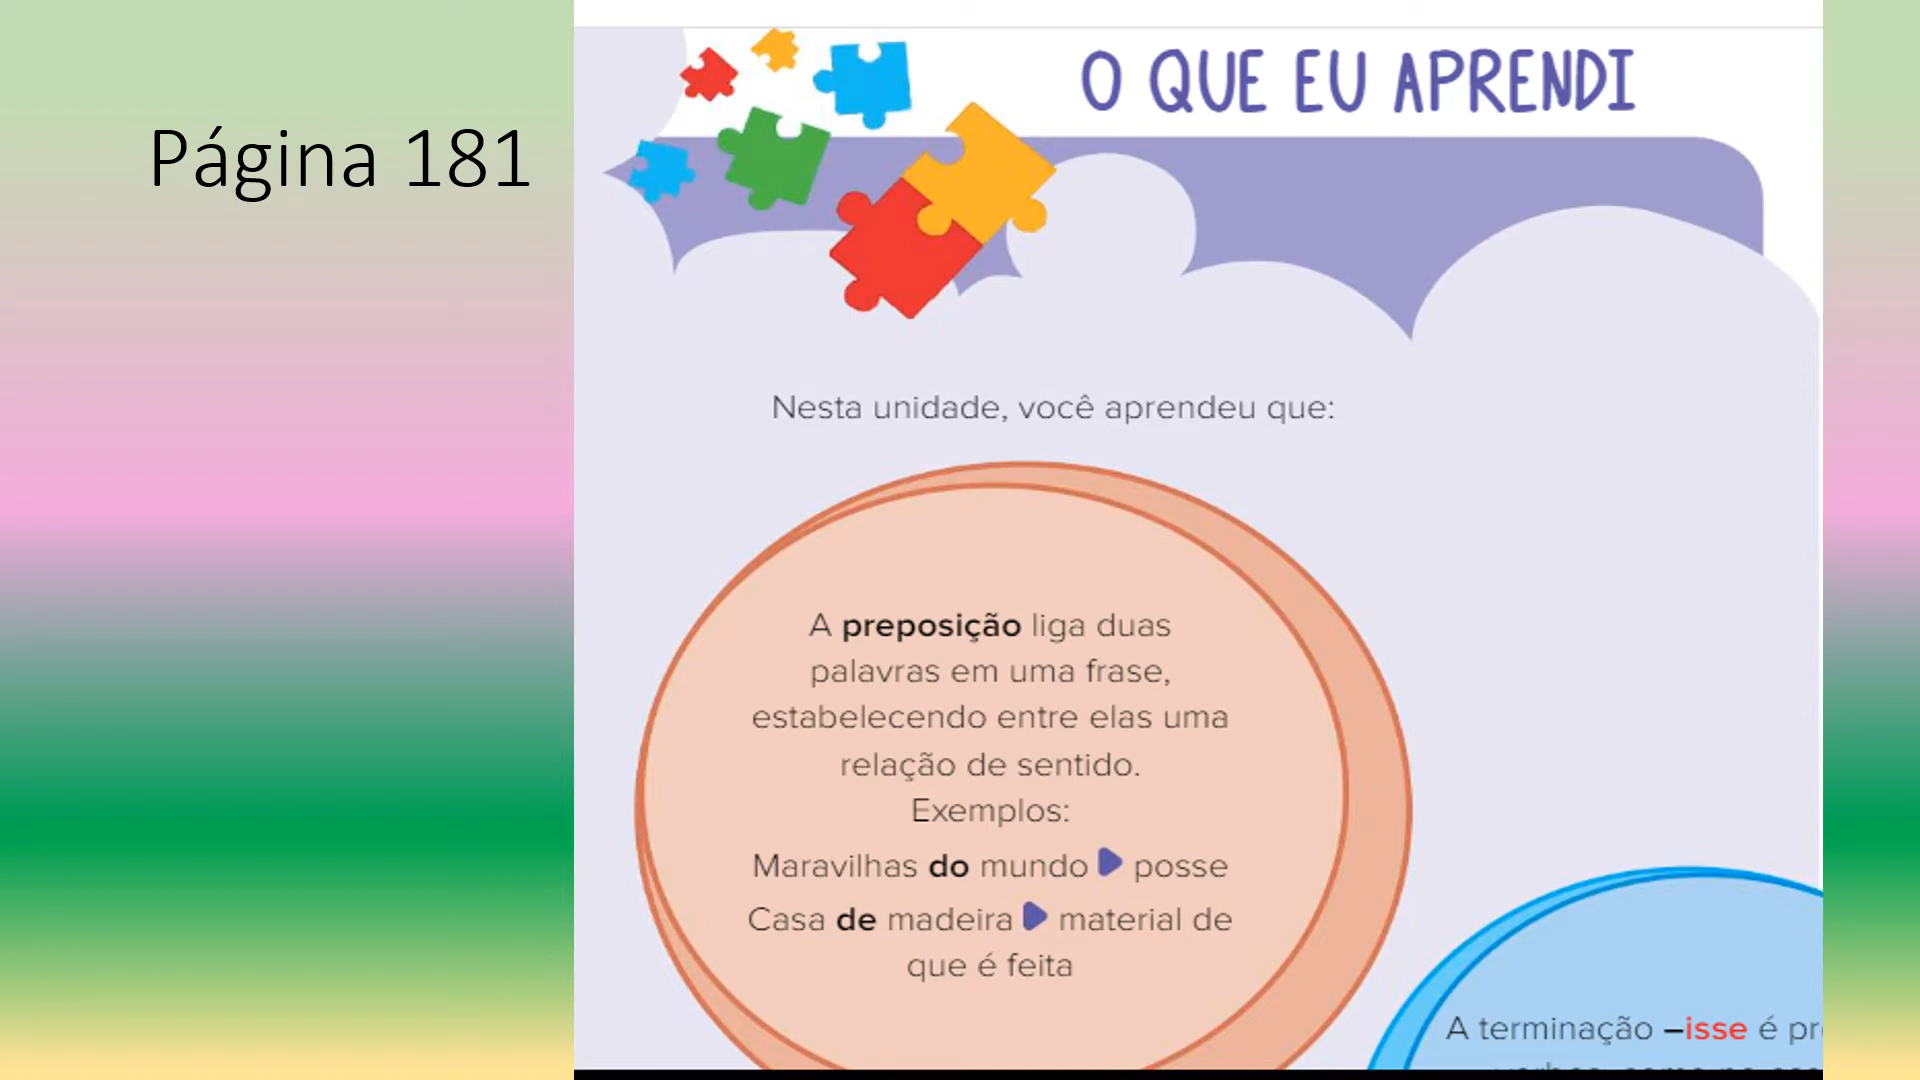 Página 181
O QUE EU APRENDI
Nesta unidade, você aprendeu que:
A preposição liga duas
palavras em uma frase,
estabelecendo entre elas uma
relação de sentido.
Exemplos:
Maravilhas do mundo posse
Casa de madeira material de
que é feita
A terminação –isse é